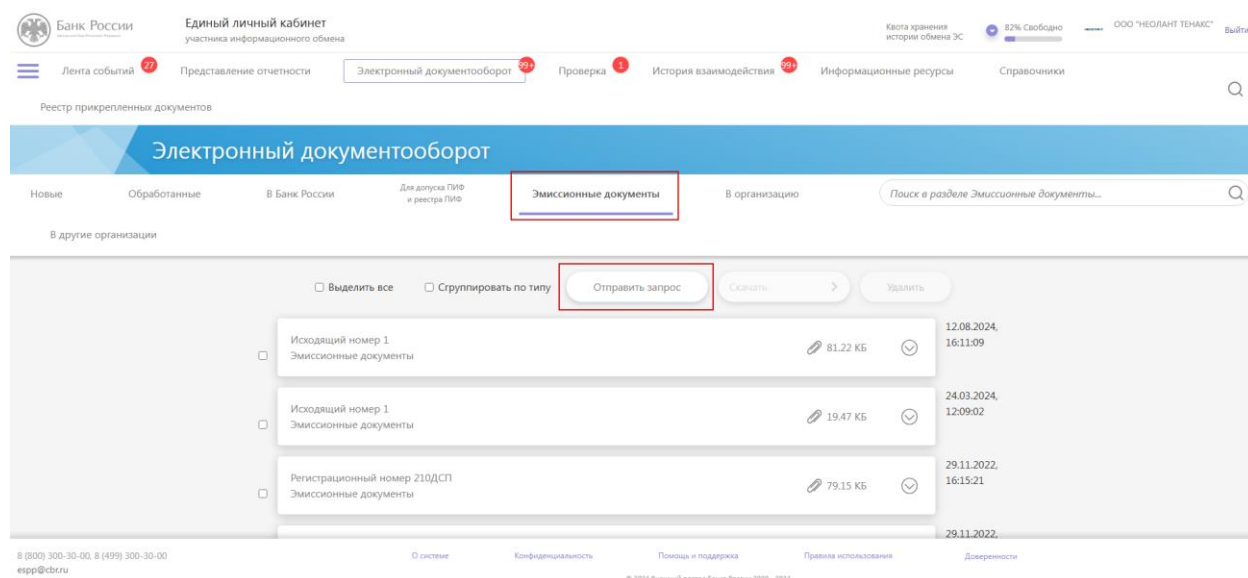 Банк России
Единый личный кабинет
участника информационного обмена
Квота хранения
истории обмена ЭС
82% Свободно
ООО "НЕОЛАНТ ТЕНАКС"
Выйти
Лента событий 27
Представление отчетности
Электронный документооборот 99+
Проверка 1
История взаимодействия 99+
Информационные ресурсы
Справочники
Реестр прикрепленных документов
Электронный документооборот
Новые
Обработанные
В Банк России
Для допуска ПИФ
и реестра ПИФ
Эмиссионные документы
В организацию
Поиск в разделе Эмиссионные документы...
В другие организации
Выделить все
Сгруппировать по типу
Отправить запрос
Скачать
Удалить
Исходящий номер 1
Эмиссионные документы
81.22 КБ
12.08.2024,
16:11:09
Исходящий номер 1
Эмиссионные документы
19.47 КБ
24.03.2024,
12:09:02
Регистрационный номер 210ДСП
Эмиссионные документы
79.15 КБ
29.11.2022,
16:15:21
29.11.2022,
8 (800) 300-30-00, 8 (499) 300-30-00
espp@cbr.ru
О системе
Конфиденциальность
Помощь и поддержка
Правила использования
Доверенности